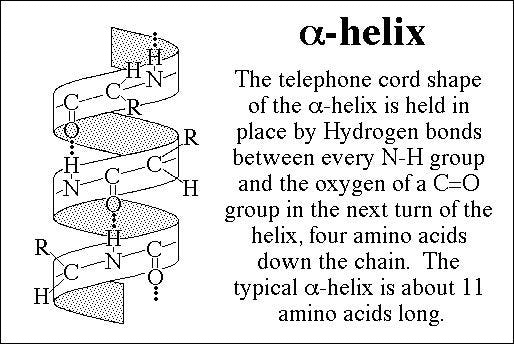 α-helix
The telephone cord shape
of the α-helix is held in
place by Hydrogen bonds
between every N-H group
and the oxygen of a C=O
group in the next turn of the
helix, four amino acids
down the chain. The
typical α-helix is about 11
amino acids long.
H
H
N
C
C
R
O
R
H
C
N
C
H
O
H
R
N
C
C
O
H